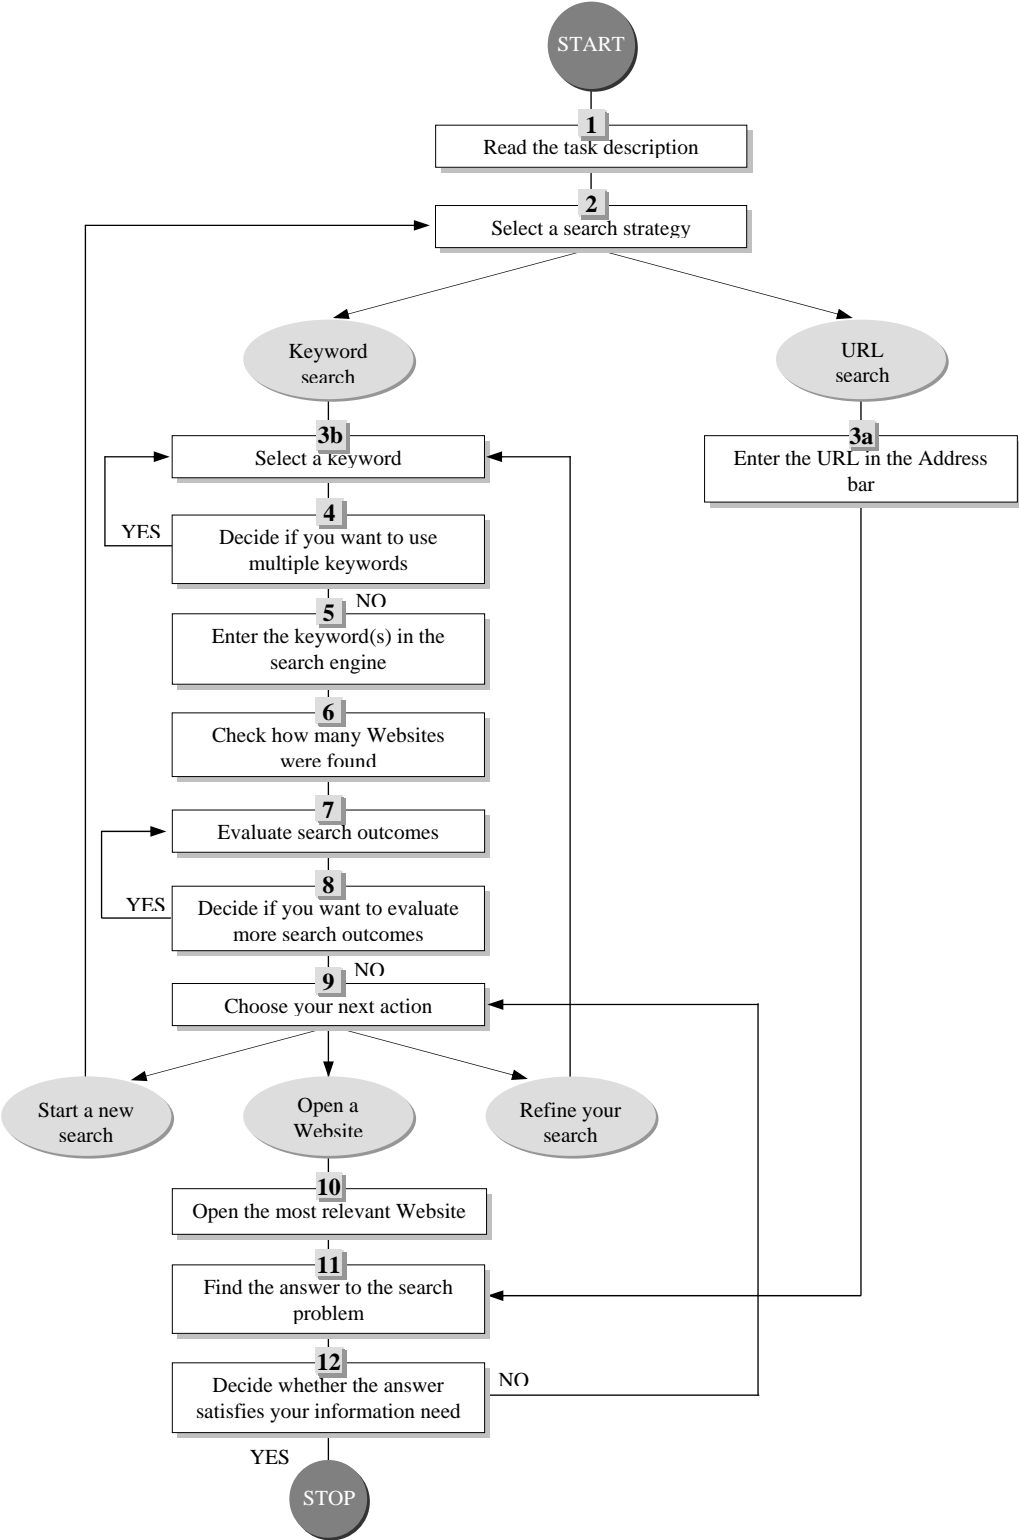 START
1
Read the task description
2
Select a search strategy
Keyword
search
URL
search
3b
Select a keyword
3a
Enter the URL in the Address
bar
4
YES
Decide if you want to use
multiple keywords
NO
5
Enter the keyword(s) in the
search engine
6
Check how many Websites
were found
7
Evaluate search outcomes
8
YES
Decide if you want to evaluate
more search outcomes
NO
9
Choose your next action
Start a new
search
Open a
Website
Refine your
search
10
Open the most relevant Website
11
Find the answer to the search
problem
12
Decide whether the answer
satisfies your information need
NO
YES
STOP